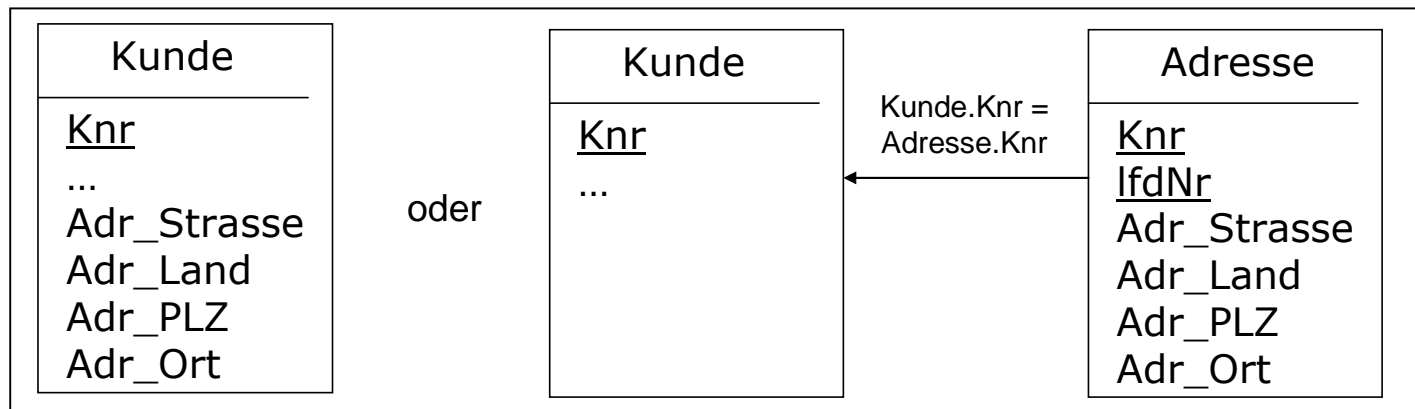 Kunde
Knr
...
Adr_Strasse
Adr_Land
Adr_PLZ
Adr_Ort
oder
Kunde
Knr
...
Kunde.Knr =
Adresse.Knr
Adresse
Knr
lfdNr
Adr_Strasse
Adr_Land
Adr_PLZ
Adr_Ort